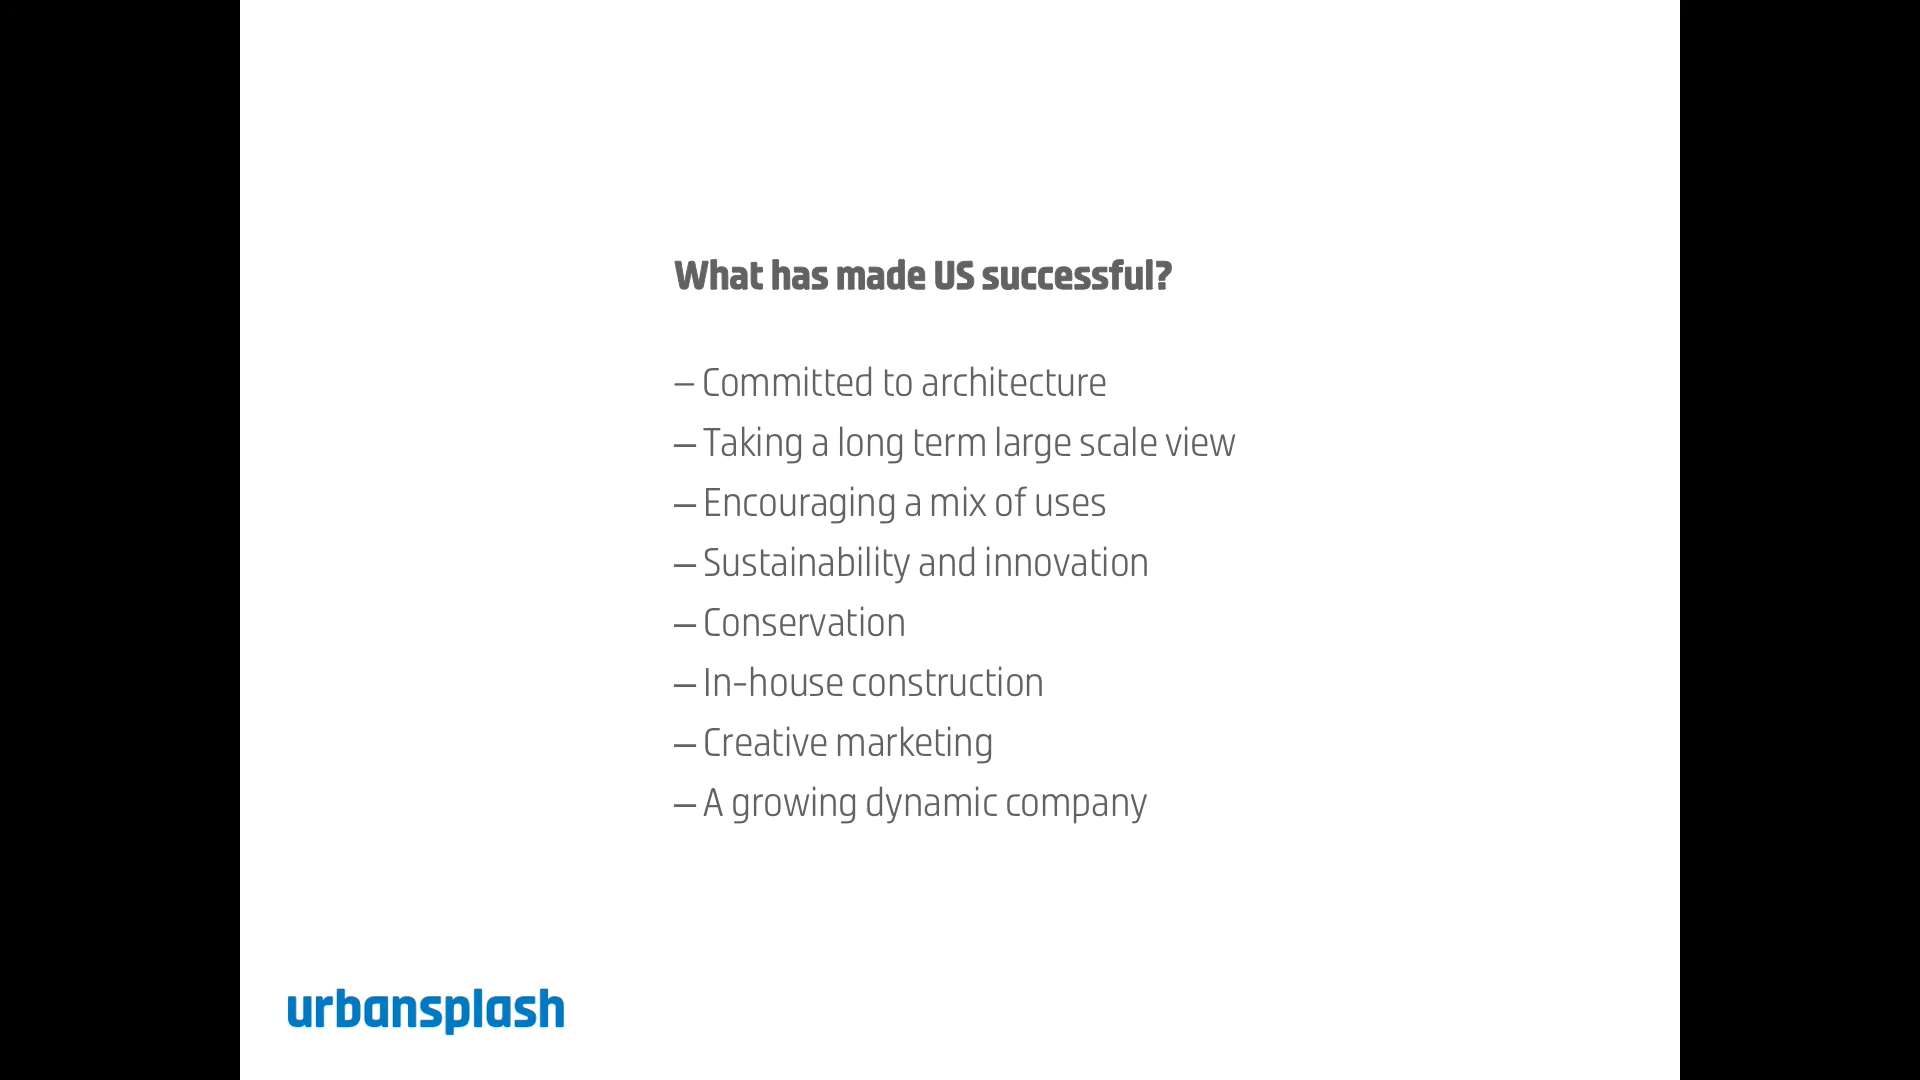 What has made US successful?
– Committed to architecture
– Taking a long term large scale view
– Encouraging a mix of uses
– Sustainability and innovation
– Conservation
– In-house construction
– Creative marketing
– A growing dynamic company
urbansplash